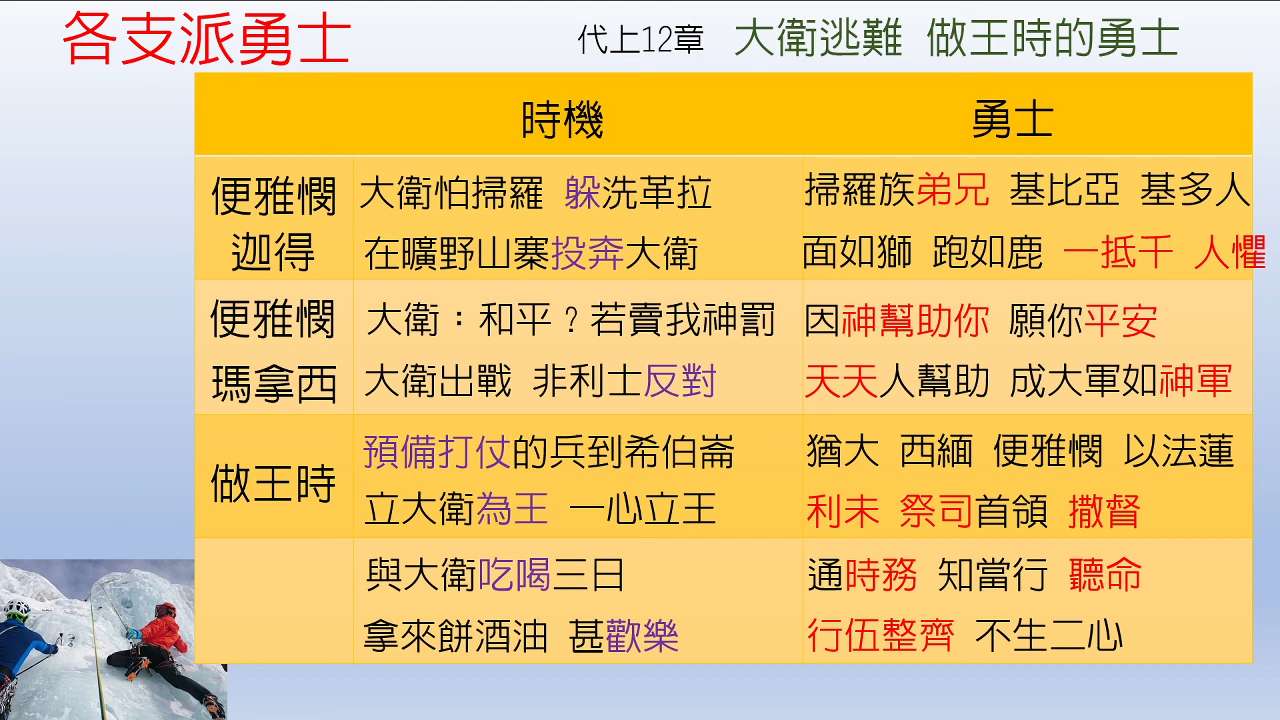 各支派勇士
代上12章 大衛逃難 做王時的勇士
時機 勇士
便雅憫 大衛怕掃羅 躲洗革拉 掃羅族弟兄 基比亞 基多人
迦得 在曠野山寨投奔大衛 面如獅 跑如鹿 一抵千 人懼
便雅憫 大衛：和平？若賣我神罰 因神幫助你 願你平安
瑪拿西 大衛出戰 非利士反對 天天人幫助 成大軍如神軍
做王時 預備打仗的兵到希伯崙 猶大 西緬 便雅憫 以法蓮
立大衛為王 一心立王 利未 祭司首領 撒督
與大衛吃喝三日 通時務 知當行 聽命
拿來餅酒油 甚歡樂 行伍整齊 不生二心